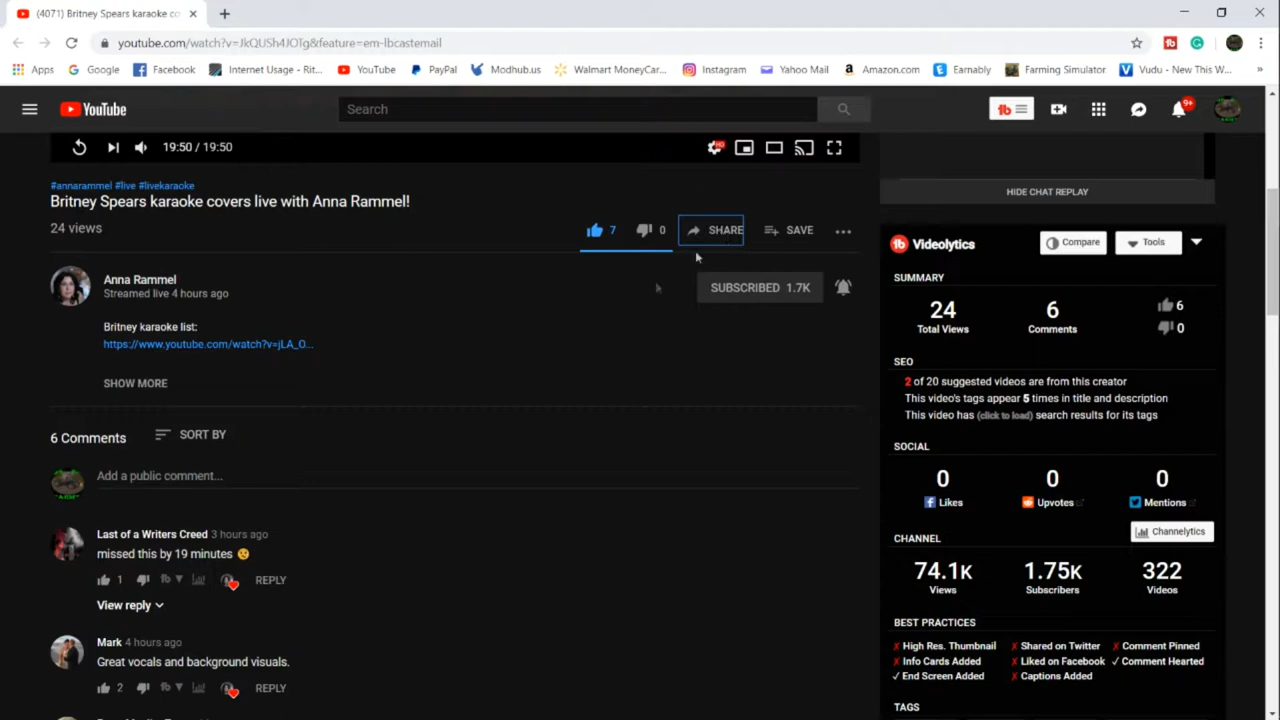 (4071) Britney Spears karaoke co
youtube.com/watch?v=JkQUSh4JOTg&feature=em-lbcastemail
Apps Google Facebook Internet Usage - Rit... YouTube PayPal Modhub.us Walmart MoneyCar... Instagram Yahoo Mail Amazon.com Earnably Farming Simulator Vudu - New This W... »
YouTube
Search
9+
19:50 / 19:50
HD
HIDE CHAT REPLAY
#annarammel #live #livekaraoke
Britney Spears karaoke covers live with Anna Rammel!
24 views
7 0 SHARE SAVE
Anna Rammel
Streamed live 4 hours ago
SUBSCRIBED 1.7K
Britney karaoke list:
https://www.youtube.com/watch?v=jLA_O...
SHOW MORE
6 Comments SORT BY
Add a public comment...
Last of a Writers Creed 3 hours ago
missed this by 19 minutes 😢
1 REPLY
View reply
Mark 4 hours ago
Great vocals and background visuals.
2 REPLY
Videolytics Compare Tools
SUMMARY
24 6 6
Total Views Comments 0
SEO
2 of 20 suggested videos are from this creator
This video's tags appear 5 times in title and description
This video has (click to load) search results for its tags
SOCIAL
0 0 0
Likes Upvotes Mentions
CHANNEL Channelytics
74.1K 1.75K 322
Views Subscribers Videos
BEST PRACTICES
✗ High Res. Thumbnail ✗ Shared on Twitter ✗ Comment Pinned
✗ Info Cards Added ✗ Liked on Facebook ✓ Comment Hearted
✓ End Screen Added ✗ Captions Added
TAGS